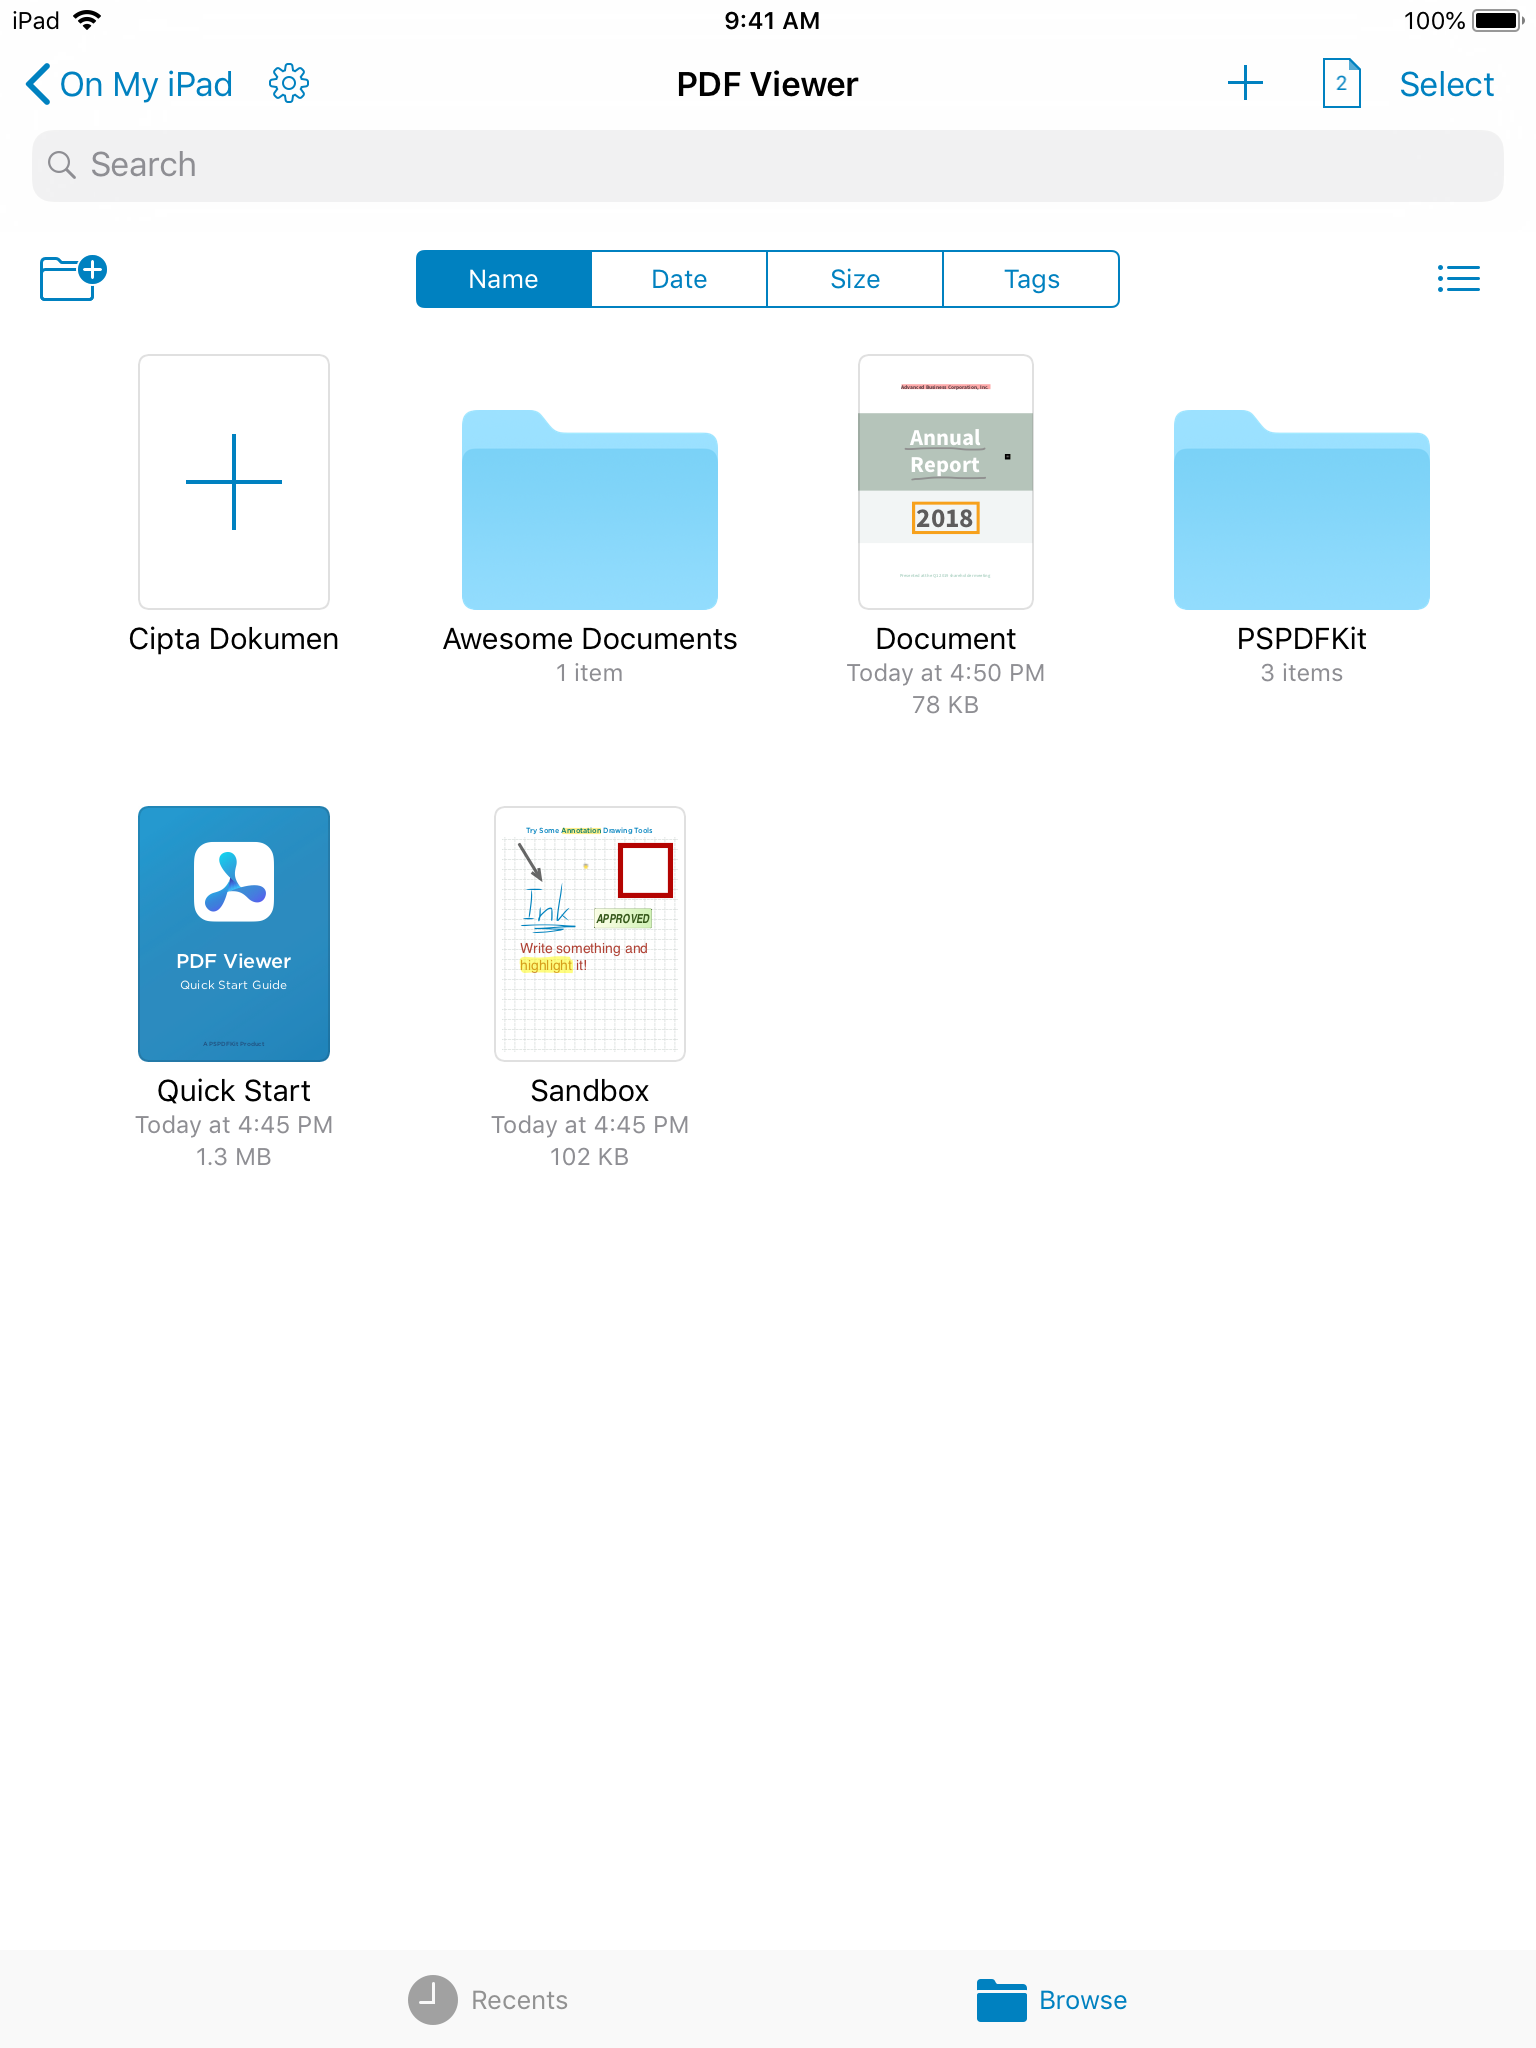 iPad
9:41 AM
100%
On My iPad
PDF Viewer
2
Select
Search
Name
Date
Size
Tags
Advanced Business Corporation, Inc.
Annual
Report
2018
Cipta Dokumen
Awesome Documents
1 item
Document
Today at 4:50 PM
78 KB
PSPDFKit
3 items
PDF Viewer
Quick Start Guide
A PSPDFKit Product
Quick Start
Today at 4:45 PM
1.3 MB
Try Some Annotation Drawing Tools
Ink
APPROVED
Write something and
highlight it!
Sandbox
Today at 4:45 PM
102 KB
Recents
Browse